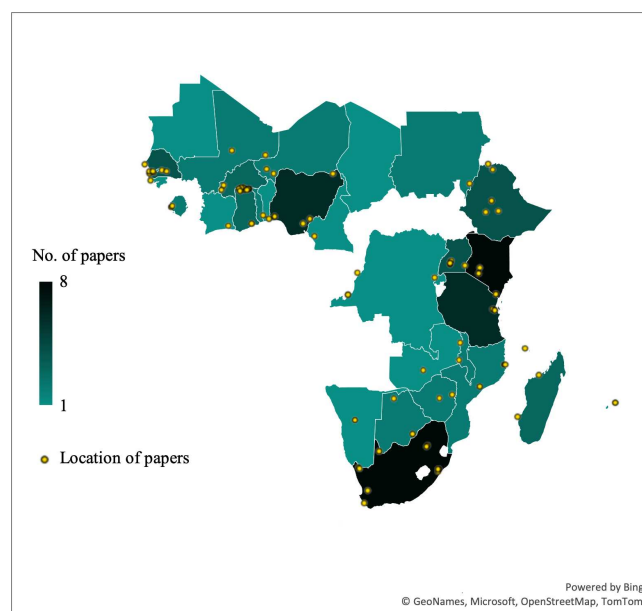 No. of papers
8
1
Location of papers
Powered by Bing
© GeoNames, Microsoft, OpenStreetMap, TomTom